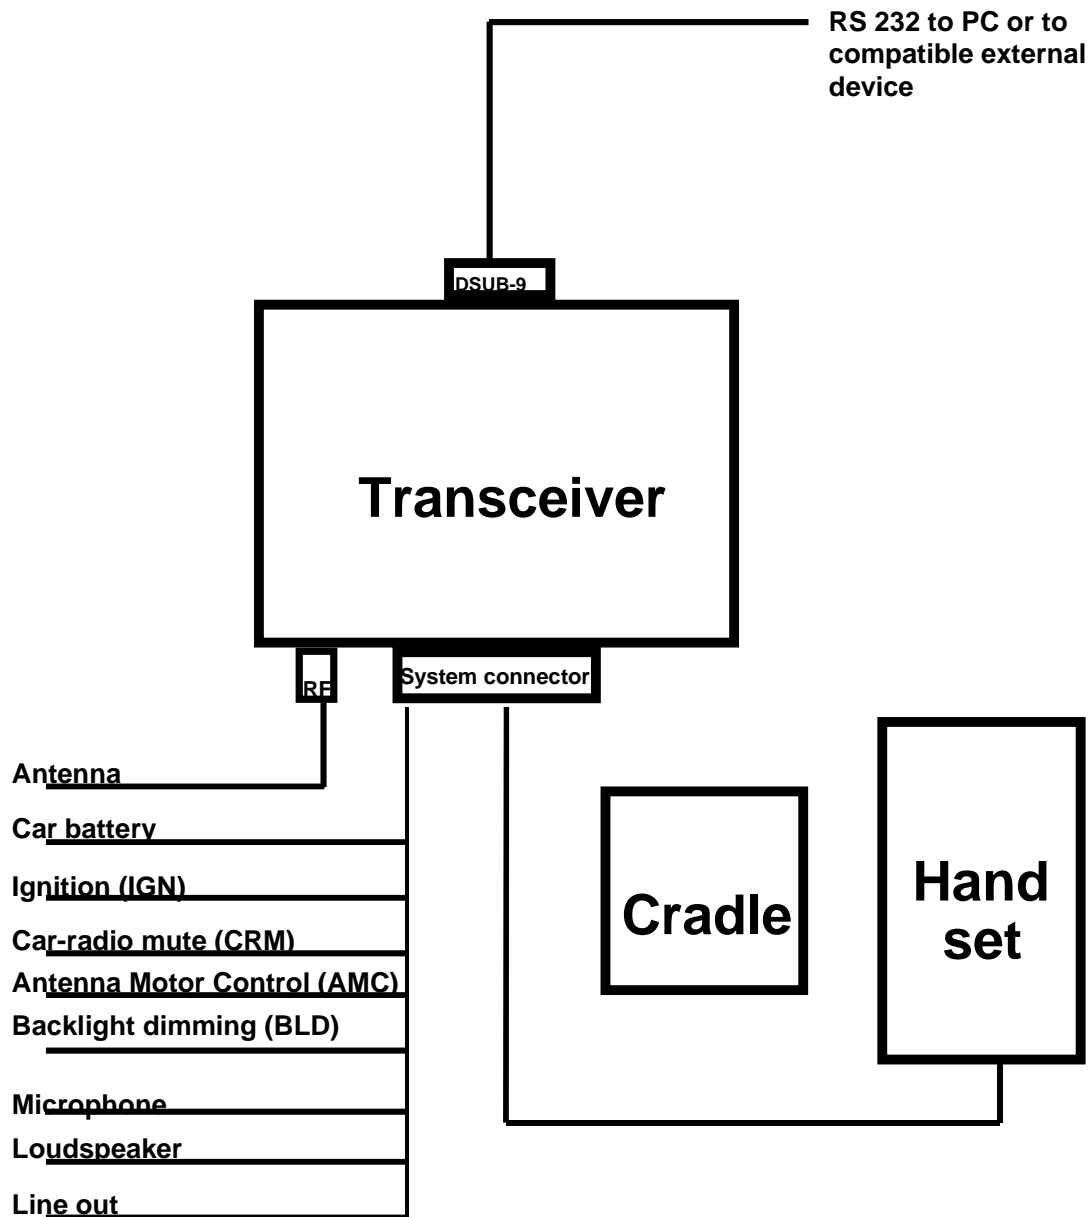 RS 232 to PC or to
compatible external
device
DSUB-9
Transceiver
RF
System connector
Antenna
Car battery
Ignition (IGN)
Car-radio mute (CRM)
Antenna Motor Control (AMC)
Backlight dimming (BLD)
Microphone
Loudspeaker
Line out
Cradle
Hand
set